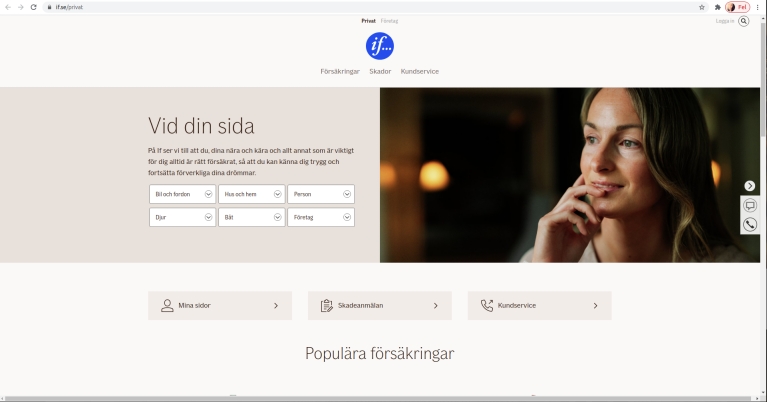 if.se/privat
Fel
Privat Företag
Logga in
if...
Försäkringar Skador Kundservice
Vid din sida
På If ser vi till att du, dina nära och kära och allt annat som är viktigt
för dig alltid är rätt försäkrat, så att du kan känna dig trygg och
fortsätta förverkliga dina drömmar.
Bil och fordon Hus och hem Person
Djur Båt Företag
Mina sidor Skadeanmälan Kundservice
Populära försäkringar